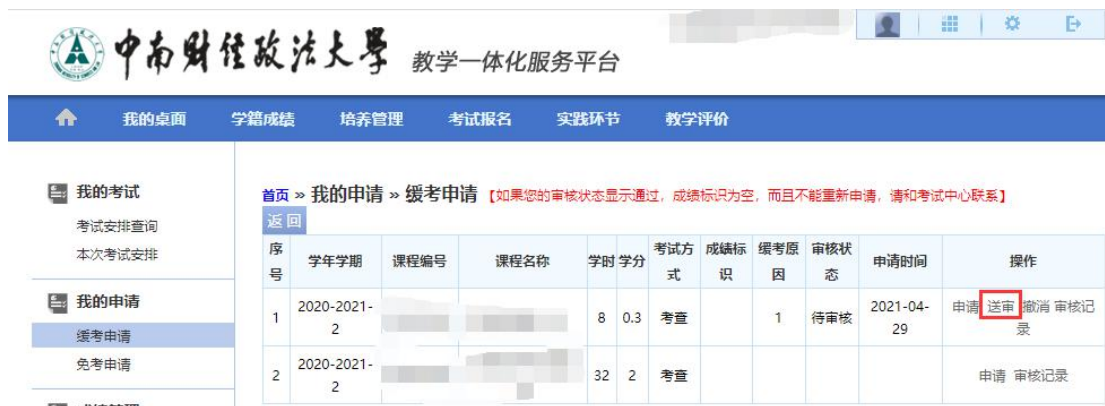 中南财经政法大学 教学一体化服务平台
我的桌面 学籍成绩 培养管理 考试报名 实践环节 教学评价
我的考试
考试安排查询
本次考试安排
我的申请
缓考申请
免考申请
首页 » 我的申请 » 缓考申请 【如果您的审核状态显示通过，成绩标识为空，而且不能重新申请，请和考试中心联系】
返回
序号 学年学期 课程编号 课程名称 学时 学分 考试方式 成绩标识 缓考原因 审核状态 申请时间 操作
1 2020-2021-2 8 0.3 考查 1 待审核 2021-04-29 申请 送审 撤消 审核记录
2 2020-2021-2 32 2 考查 申请 审核记录